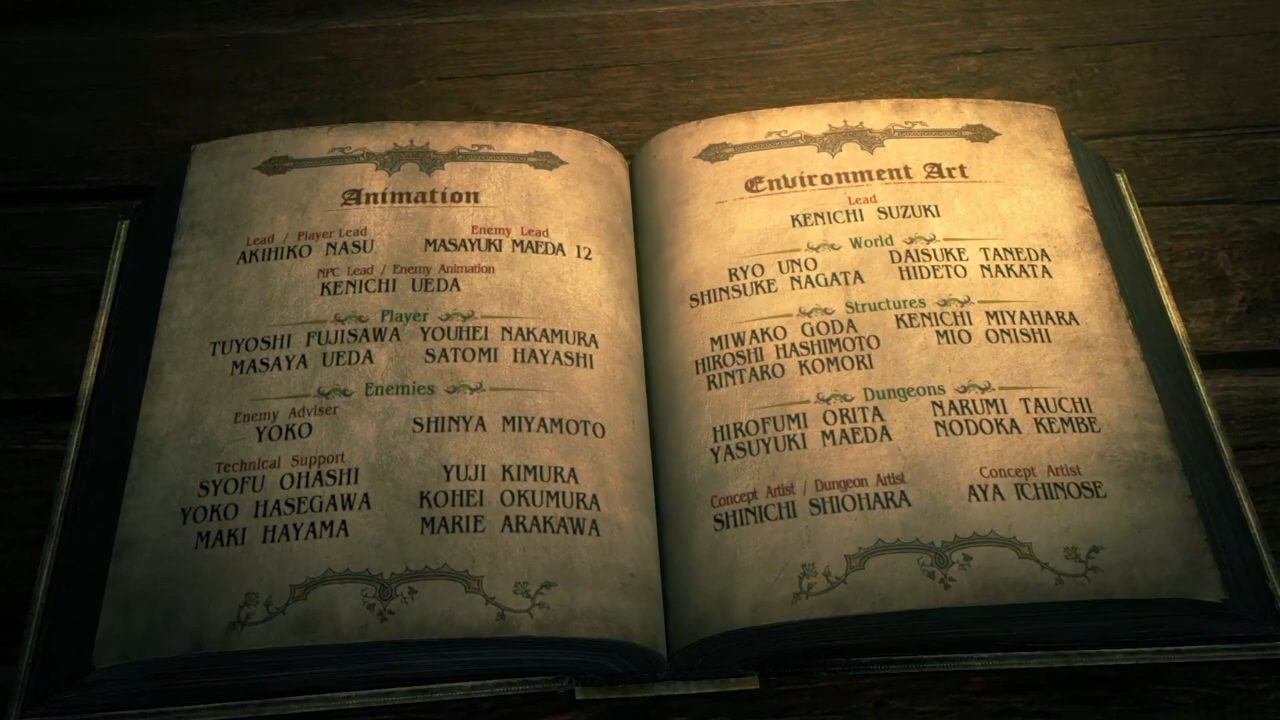 Animation
Lead / Player Lead
AKIHIKO NASU
Enemy Lead
MASAYUKI MAEDA 12
NPC Lead / Enemy Animation
KENICHI UEDA
Player
TUYOSHI FUJISAWA YOUHEI NAKAMURA
MASAYA UEDA SATOMI HAYASHI
Enemies
Enemy Adviser
YOKO SHINYA MIYAMOTO
Technical Support
SYOFU OHASHI YUJI KIMURA
YOKO HASEGAWA KOHEI OKUMURA
MAKI HAYAMA MARIE ARAKAWA
Environment Art
Lead
KENICHI SUZUKI
World
RYO UNO DAISUKE TANEDA
SHINSUKE NAGATA HIDETO NAKATA
Structures
MIWAKO GODA KENICHI MIYAHARA
HIROSHI HASHIMOTO MIO ONISHI
RINTARO KOMORI
Dungeons
HIROFUMI ORITA NARUMI TAUCHI
YASUYUKI MAEDA NODOKA KEMBE
Concept Artist / Dungeon Artist
SHINICHI SHIOHARA
Concept Artist
AYA ICHINOSE